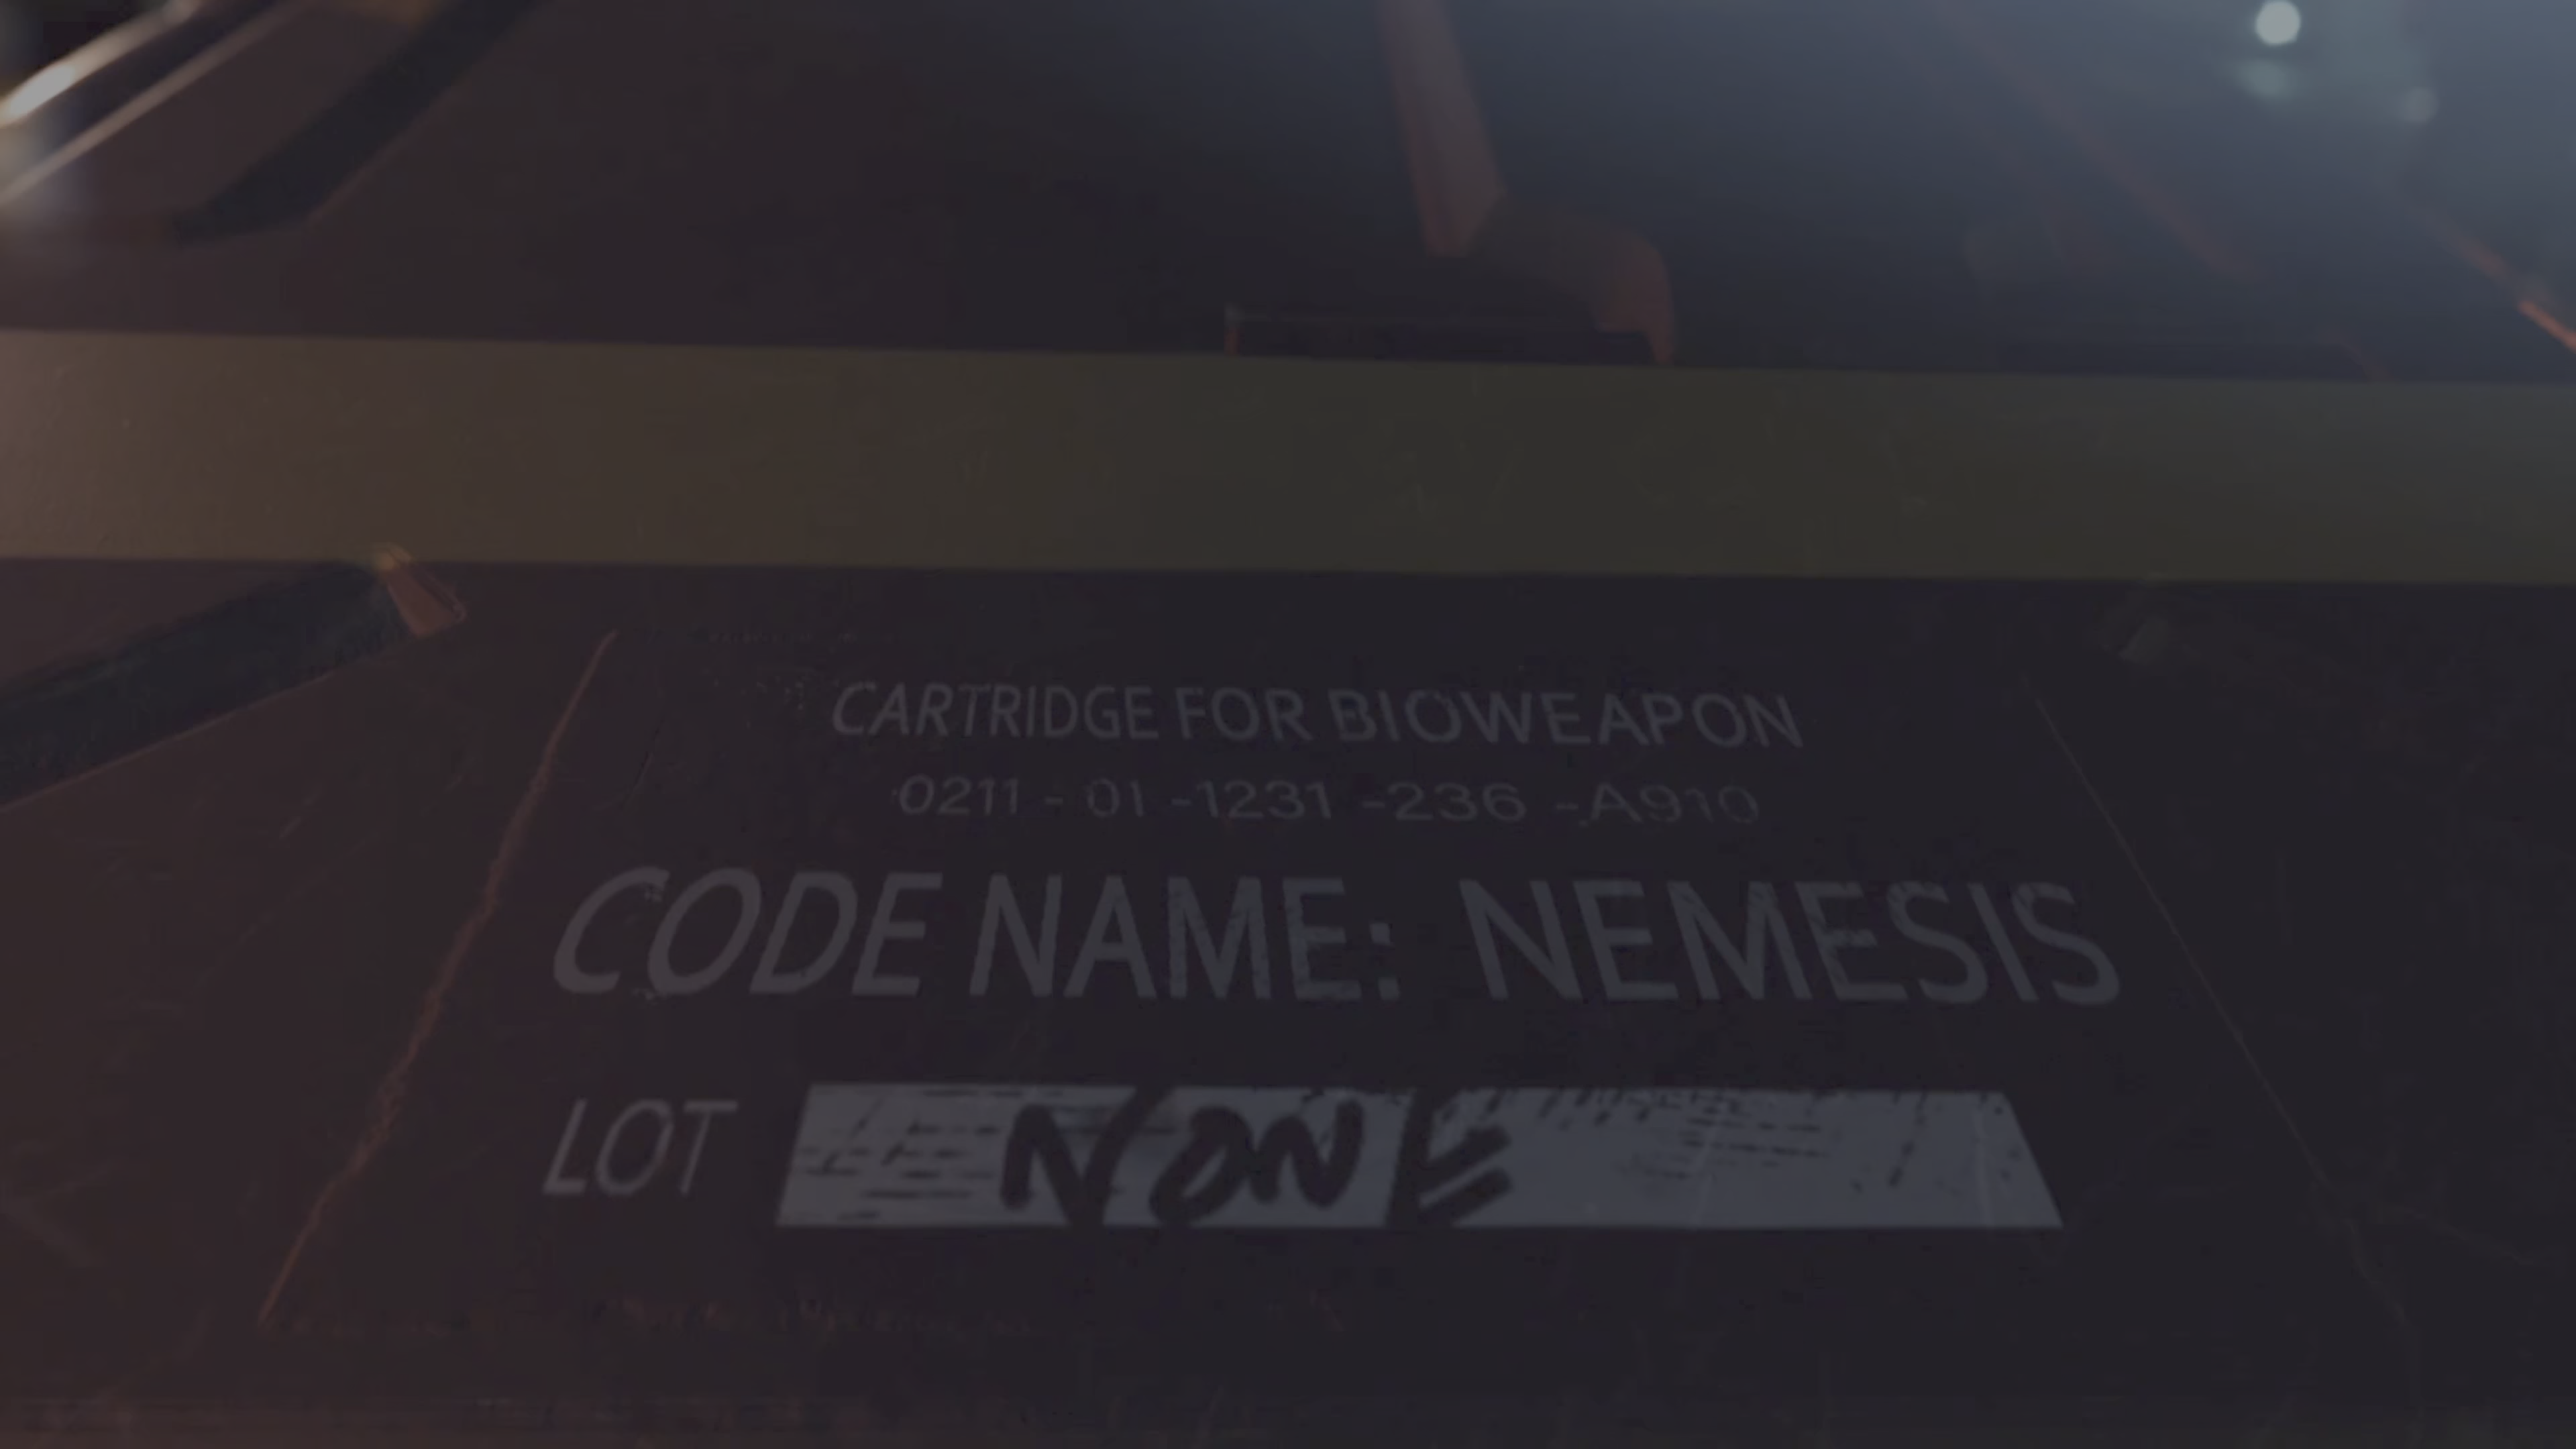 CARTRIDGE FOR BIOWEAPON
0211 - 01 -1231 -236 -A910
CODE NAME: NEMESIS
LOT NONE